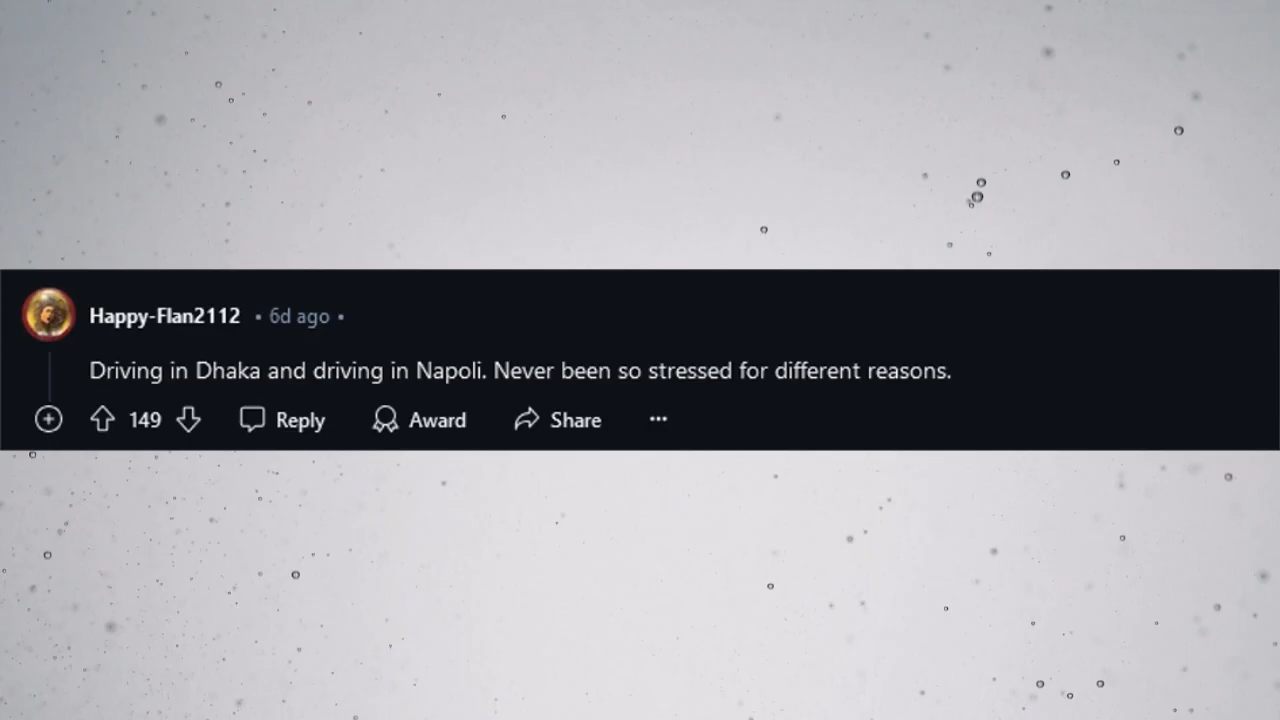 Happy-Flan2112 • 6d ago •
Driving in Dhaka and driving in Napoli. Never been so stressed for different reasons.
149 Reply Award Share ...